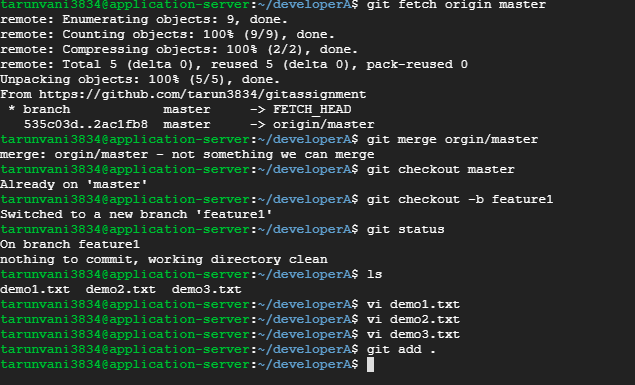 tarunvani3834@application-server:~/developerA$ git fetch origin master
remote: Enumerating objects: 9, done.
remote: Counting objects: 100% (9/9), done.
remote: Compressing objects: 100% (2/2), done.
remote: Total 5 (delta 0), reused 5 (delta 0), pack-reused 0
Unpacking objects: 100% (5/5), done.
From https://github.com/tarun3834/gitassignment
 * branch            master     -> FETCH_HEAD
   535c03d..2ac1fb8  master     -> origin/master
tarunvani3834@application-server:~/developerA$ git merge orgin/master
merge: orgin/master - not something we can merge
tarunvani3834@application-server:~/developerA$ git checkout master
Already on 'master'
tarunvani3834@application-server:~/developerA$ git checkout -b feature1
Switched to a new branch 'feature1'
tarunvani3834@application-server:~/developerA$ git status
On branch feature1
nothing to commit, working directory clean
tarunvani3834@application-server:~/developerA$ ls
demo1.txt  demo2.txt  demo3.txt
tarunvani3834@application-server:~/developerA$ vi demo1.txt
tarunvani3834@application-server:~/developerA$ vi demo2.txt
tarunvani3834@application-server:~/developerA$ vi demo3.txt
tarunvani3834@application-server:~/developerA$ git add .
tarunvani3834@application-server:~/developerA$